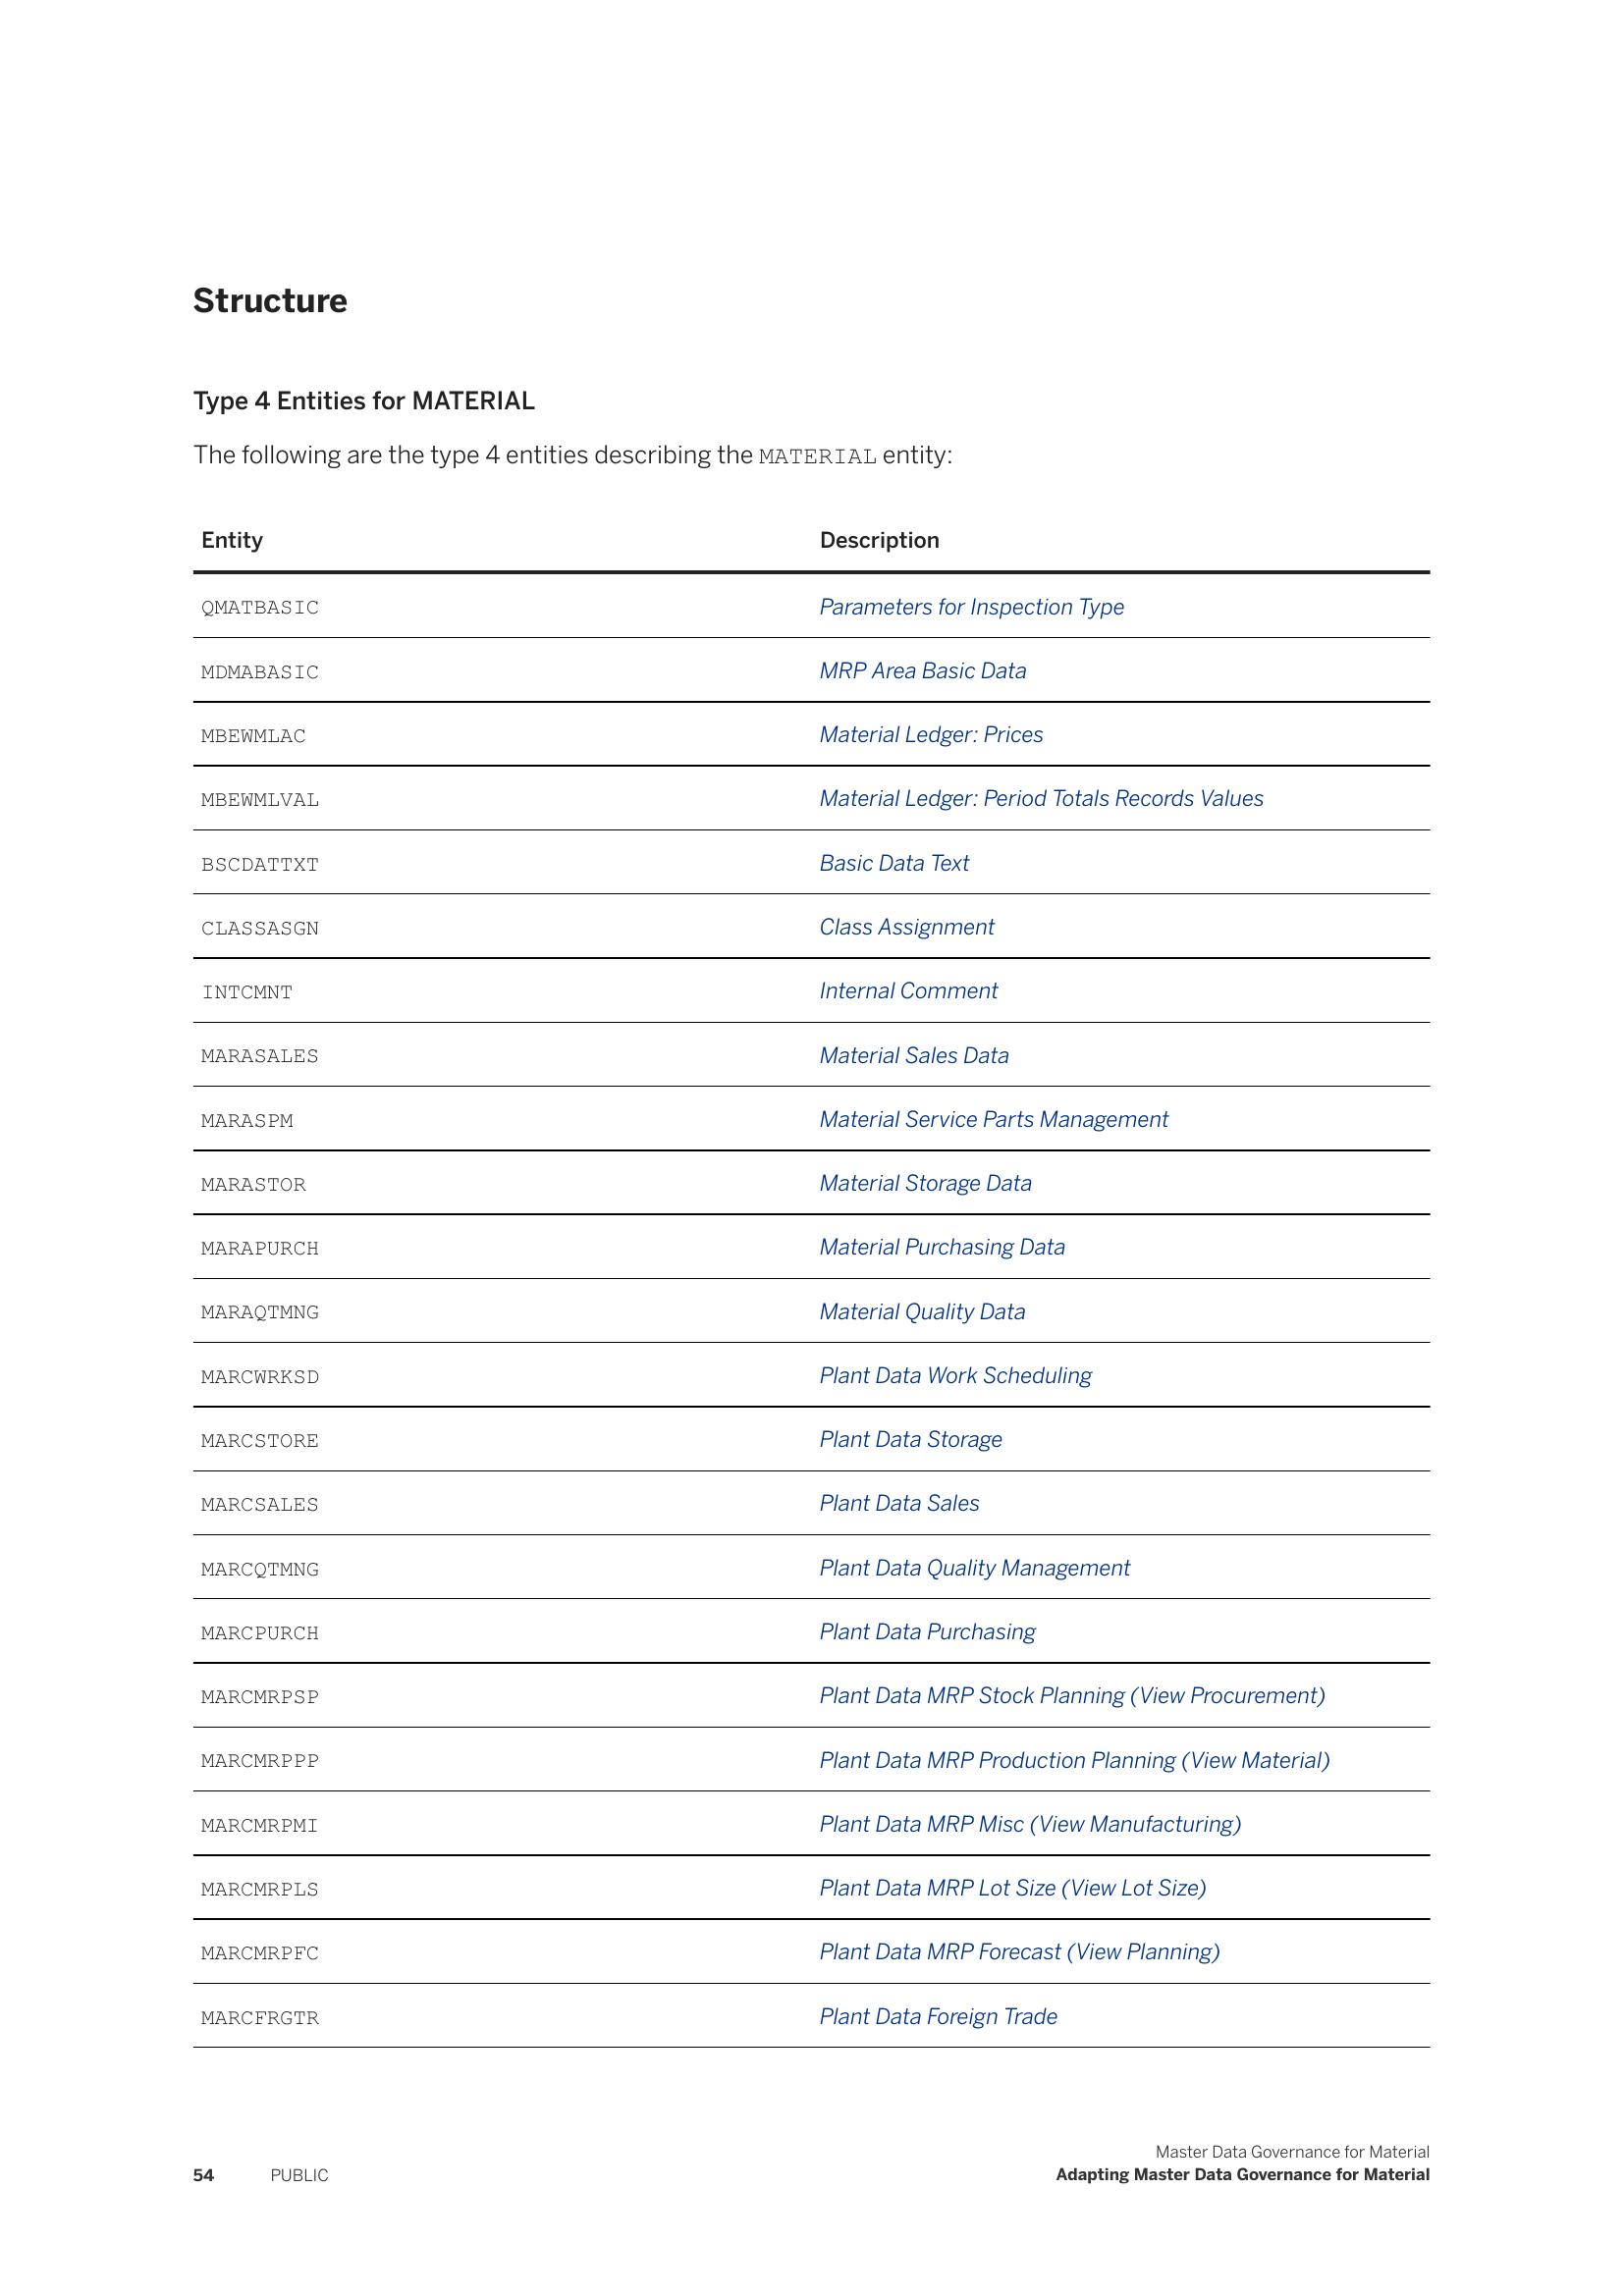 Structure
Type 4 Entities for MATERIAL
The following are the type 4 entities describing the MATERIAL entity:
Entity Description
QMATBASIC Parameters for Inspection Type
MDMABASIC MRP Area Basic Data
MBEWMLAC Material Ledger: Prices
MBEWMLVAL Material Ledger: Period Totals Records Values
BSCDATTXT Basic Data Text
CLASSASGN Class Assignment
INTCMNT Internal Comment
MARASALES Material Sales Data
MARASPM Material Service Parts Management
MARASTOR Material Storage Data
MARAPURCH Material Purchasing Data
MARAQTMNG Material Quality Data
MARCWRKSD Plant Data Work Scheduling
MARCSTORE Plant Data Storage
MARCSALES Plant Data Sales
MARCQTMNG Plant Data Quality Management
MARCPURCH Plant Data Purchasing
MARCMRPSP Plant Data MRP Stock Planning (View Procurement)
MARCMRPPP Plant Data MRP Production Planning (View Material)
MARCMRPMI Plant Data MRP Misc (View Manufacturing)
MARCMRPLS Plant Data MRP Lot Size (View Lot Size)
MARCMRPFC Plant Data MRP Forecast (View Planning)
MARCFRGTR Plant Data Foreign Trade
Master Data Governance for Material
54 PUBLIC Adapting Master Data Governance for Material